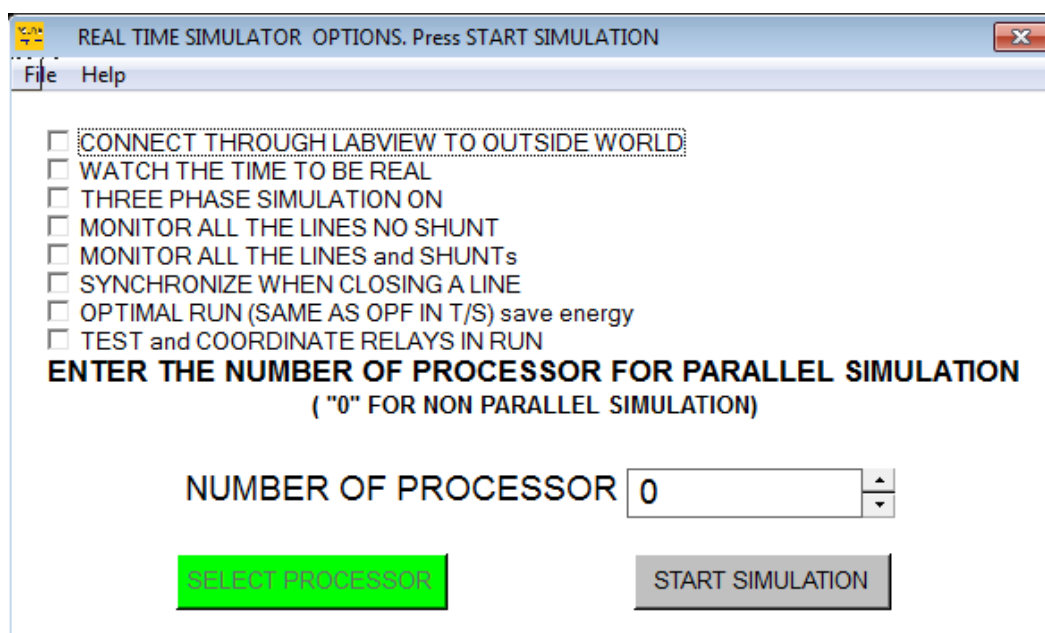 REAL TIME SIMULATOR OPTIONS. Press START SIMULATION
File Help
CONNECT THROUGH LABVIEW TO OUTSIDE WORLD
WATCH THE TIME TO BE REAL
THREE PHASE SIMULATION ON
MONITOR ALL THE LINES NO SHUNT
MONITOR ALL THE LINES and SHUNTs
SYNCHRONIZE WHEN CLOSING A LINE
OPTIMAL RUN (SAME AS OPF IN T/S) save energy
TEST and COORDINATE RELAYS IN RUN
ENTER THE NUMBER OF PROCESSOR FOR PARALLEL SIMULATION
( "0" FOR NON PARALLEL SIMULATION)
NUMBER OF PROCESSOR 0
SELECT PROCESSOR START SIMULATION